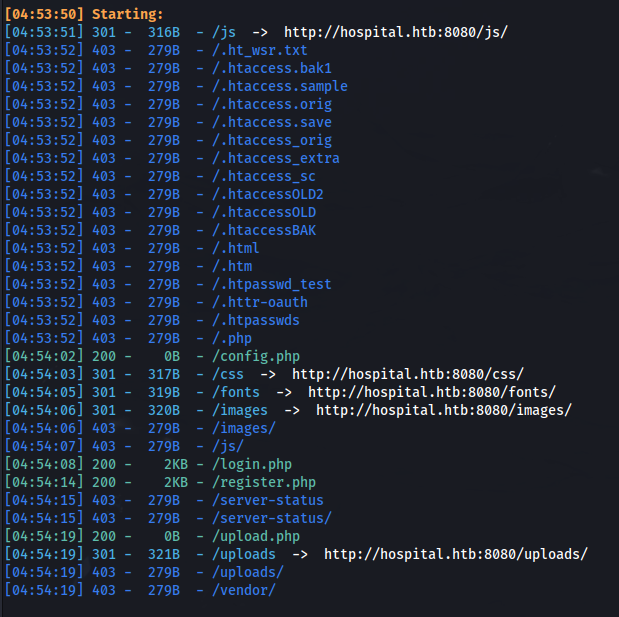 [04:53:50] Starting:
[04:53:51] 301 -  316B  - /js  ->  http://hospital.htb:8080/js/
[04:53:52] 403 -  279B  - /.ht_wsr.txt
[04:53:52] 403 -  279B  - /.htaccess.bak1
[04:53:52] 403 -  279B  - /.htaccess.sample
[04:53:52] 403 -  279B  - /.htaccess.orig
[04:53:52] 403 -  279B  - /.htaccess.save
[04:53:52] 403 -  279B  - /.htaccess_orig
[04:53:52] 403 -  279B  - /.htaccess_extra
[04:53:52] 403 -  279B  - /.htaccess_sc
[04:53:52] 403 -  279B  - /.htaccessOLD2
[04:53:52] 403 -  279B  - /.htaccessOLD
[04:53:52] 403 -  279B  - /.htaccessBAK
[04:53:52] 403 -  279B  - /.html
[04:53:52] 403 -  279B  - /.htm
[04:53:52] 403 -  279B  - /.htpasswd_test
[04:53:52] 403 -  279B  - /.httr-oauth
[04:53:52] 403 -  279B  - /.htpasswds
[04:53:52] 403 -  279B  - /.php
[04:54:02] 200 -    0B  - /config.php
[04:54:03] 301 -  317B  - /css  ->  http://hospital.htb:8080/css/
[04:54:05] 301 -  319B  - /fonts  ->  http://hospital.htb:8080/fonts/
[04:54:06] 301 -  320B  - /images  ->  http://hospital.htb:8080/images/
[04:54:06] 403 -  279B  - /images/
[04:54:07] 403 -  279B  - /js/
[04:54:08] 200 -    2KB - /login.php
[04:54:14] 200 -    2KB - /register.php
[04:54:15] 403 -  279B  - /server-status
[04:54:15] 403 -  279B  - /server-status/
[04:54:19] 200 -    0B  - /upload.php
[04:54:19] 301 -  321B  - /uploads  ->  http://hospital.htb:8080/uploads/
[04:54:19] 403 -  279B  - /uploads/
[04:54:19] 403 -  279B  - /vendor/